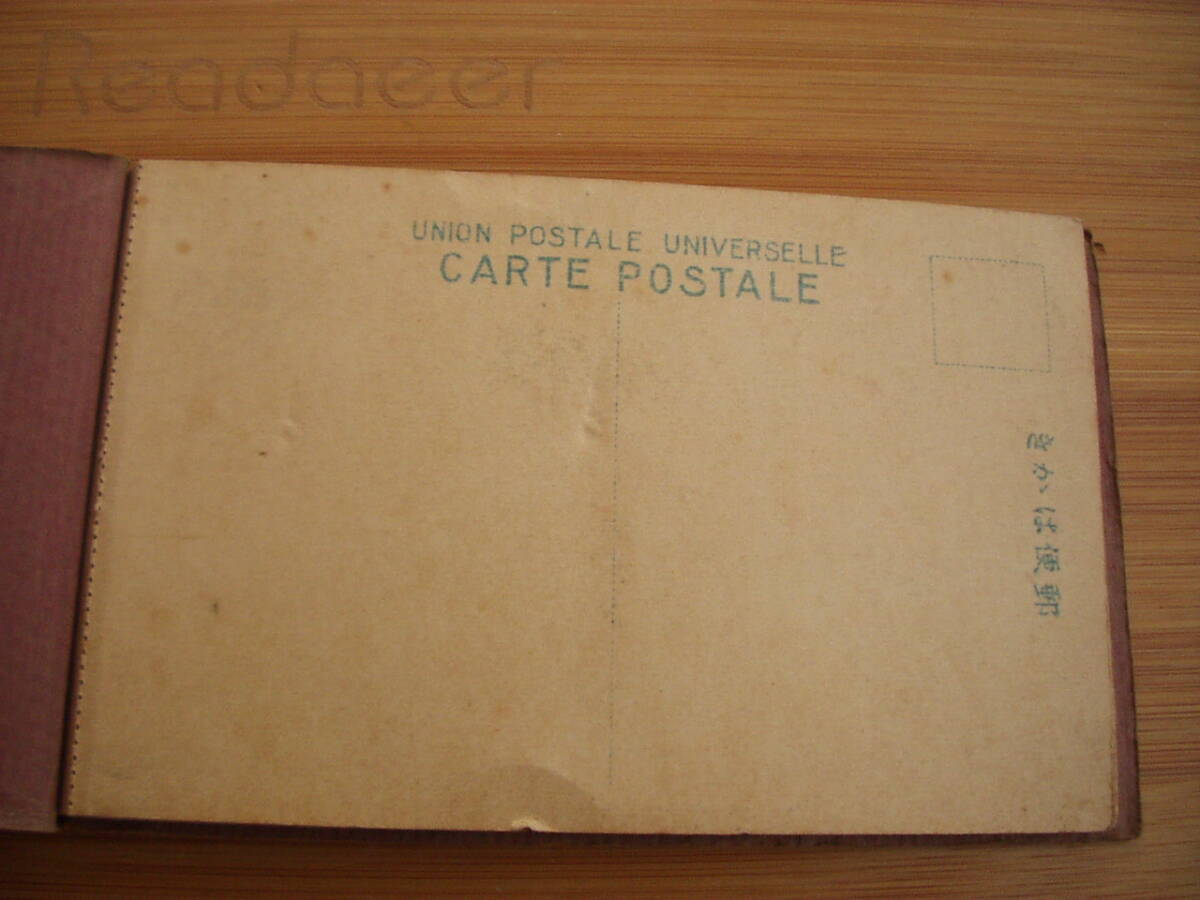 Readaeer
UNION POSTALE UNIVERSELLE
CARTE POSTALE
郵便はかき